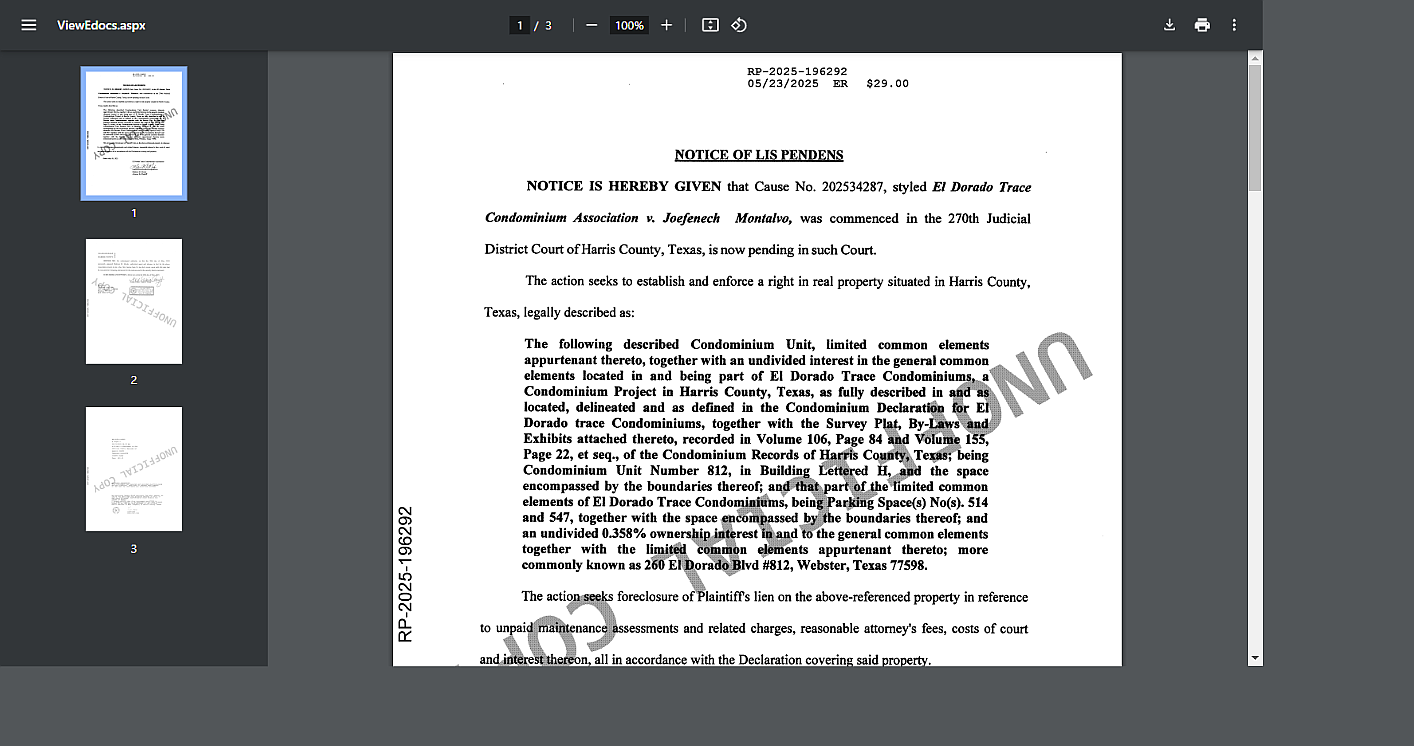 ViewEdocs.aspx
1 / 3
100%
1
2
3
RP-2025-196292
05/23/2025 ER $29.00
NOTICE OF LIS PENDENS
NOTICE IS HEREBY GIVEN that Cause No. 202534287, styled El Dorado Trace
Condominium Association v. Joefenech Montalvo, was commenced in the 270th Judicial
District Court of Harris County, Texas, is now pending in such Court.
The action seeks to establish and enforce a right in real property situated in Harris County,
Texas, legally described as:
The following described Condominium Unit, limited common elements
appurtenant thereto, together with an undivided interest in the general common
elements located in and being part of El Dorado Trace Condominiums, a
Condominium Project in Harris County, Texas, as fully described in and as
located, delineated and as defined in the Condominium Declaration for El
Dorado trace Condominiums, together with the Survey Plat, By-Laws and
Exhibits attached thereto, recorded in Volume 106, Page 84 and Volume 155,
Page 22, et seq., of the Condominium Records of Harris County, Texas; being
Condominium Unit Number 812, in Building Lettered H, and the space
encompassed by the boundaries thereof; and that part of the limited common
elements of El Dorado Trace Condominiums, being Parking Space(s) No(s). 514
and 547, together with the space encompassed by the boundaries thereof; and
an undivided 0.358% ownership interest in and to the general common elements
together with the limited common elements appurtenant thereto; more
commonly known as 260 El Dorado Blvd #812, Webster, Texas 77598.
The action seeks foreclosure of Plaintiff's lien on the above-referenced property in reference
to unpaid maintenance assessments and related charges, reasonable attorney's fees, costs of court
and interest thereon, all in accordance with the Declaration covering said property.
RP-2025-196292
UNOFFICIAL COPY